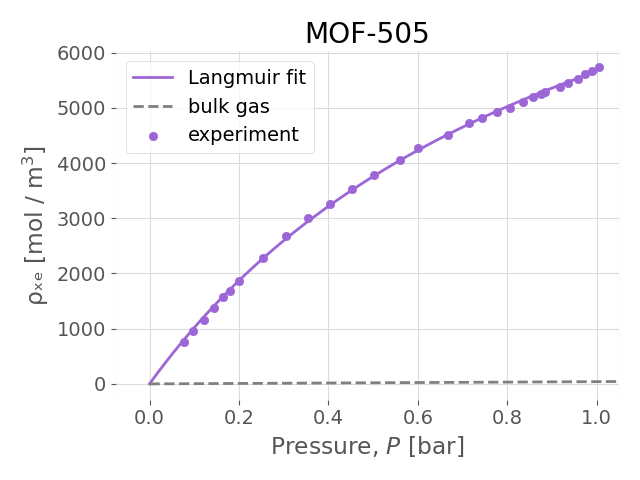 MOF-505
6000
5000
4000
3000
2000
1000
0
ρₓₑ [mol / m³]
Langmuir fit
bulk gas
experiment
0.0 0.2 0.4 0.6 0.8 1.0
Pressure, P [bar]